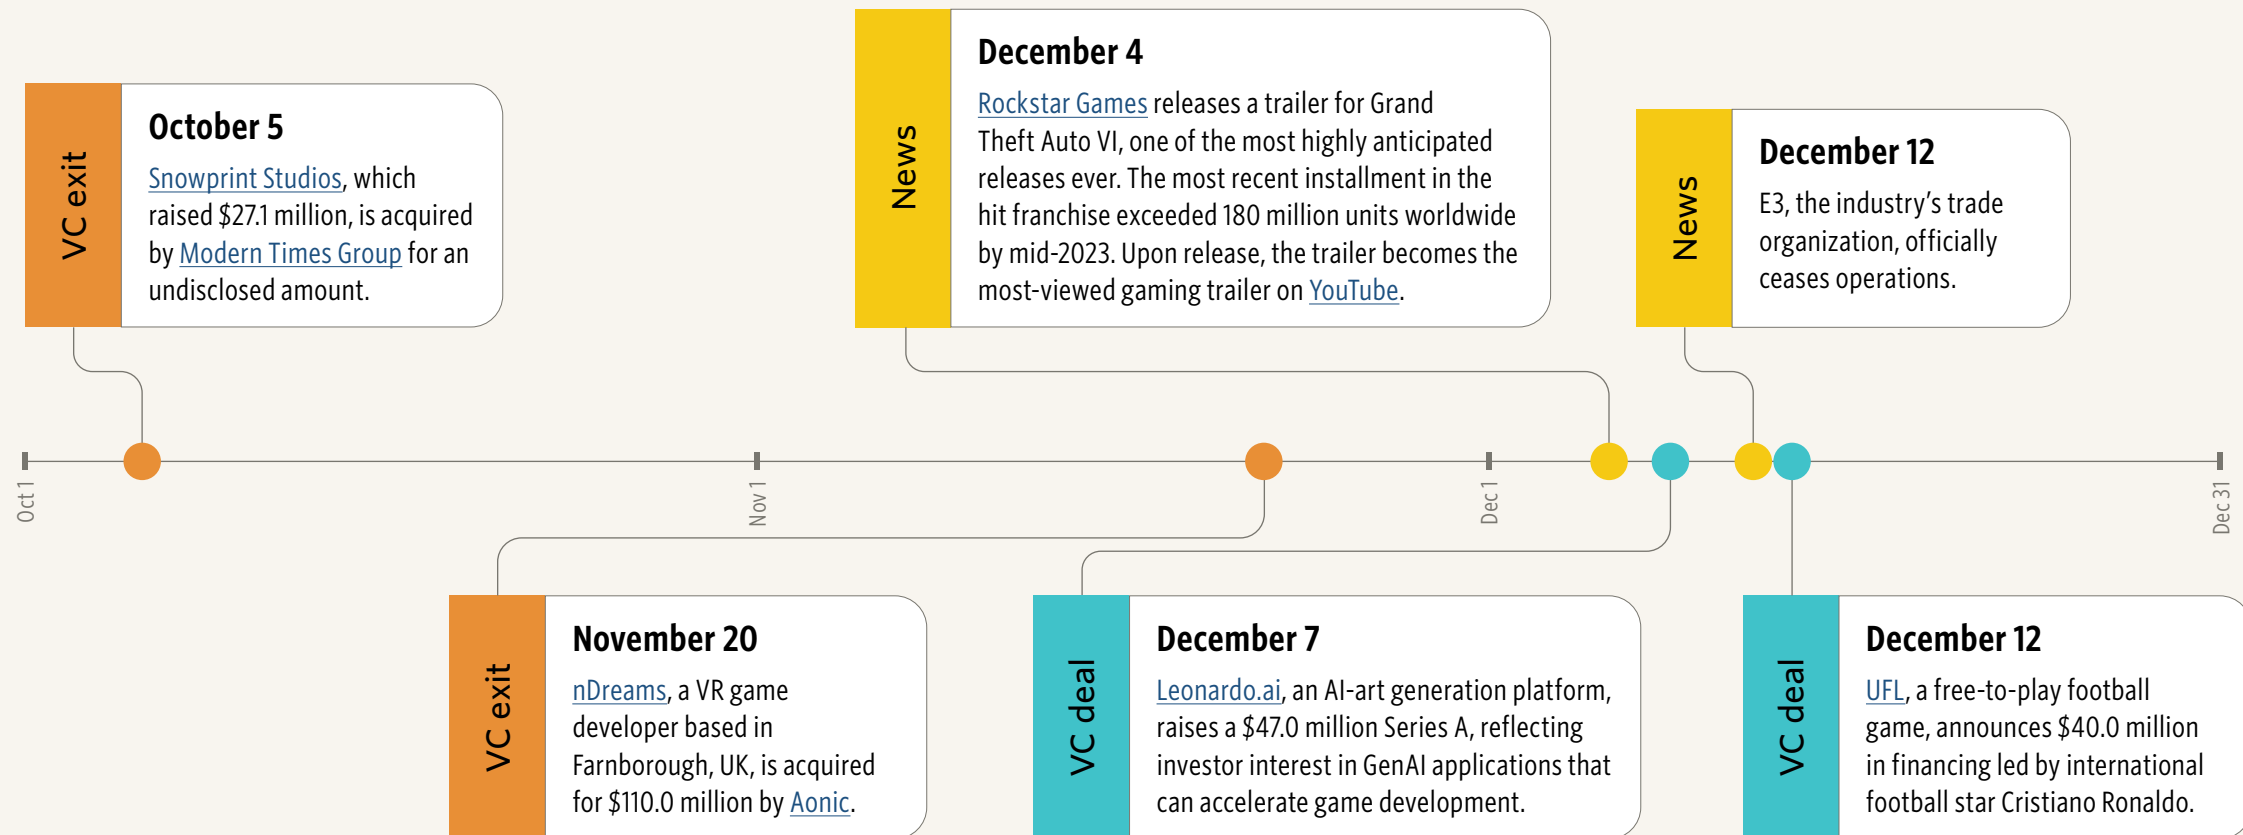 VC exit
October 5
Snowprint Studios, which
raised $27.1 million, is acquired
by Modern Times Group for an
undisclosed amount.
News
December 4
Rockstar Games releases a trailer for Grand
Theft Auto VI, one of the most highly anticipated
releases ever. The most recent installment in the
hit franchise exceeded 180 million units worldwide
by mid-2023. Upon release, the trailer becomes the
most-viewed gaming trailer on YouTube.
News
December 12
E3, the industry’s trade
organization, officially
ceases operations.
Oct 1
Nov 1
Dec 1
Dec 31
VC exit
November 20
nDreams, a VR game
developer based in
Farnborough, UK, is acquired
for $110.0 million by Aonic.
VC deal
December 7
Leonardo.ai, an AI-art generation platform,
raises a $47.0 million Series A, reflecting
investor interest in GenAI applications that
can accelerate game development.
VC deal
December 12
UFL, a free-to-play football
game, announces $40.0 million
in financing led by international
football star Cristiano Ronaldo.